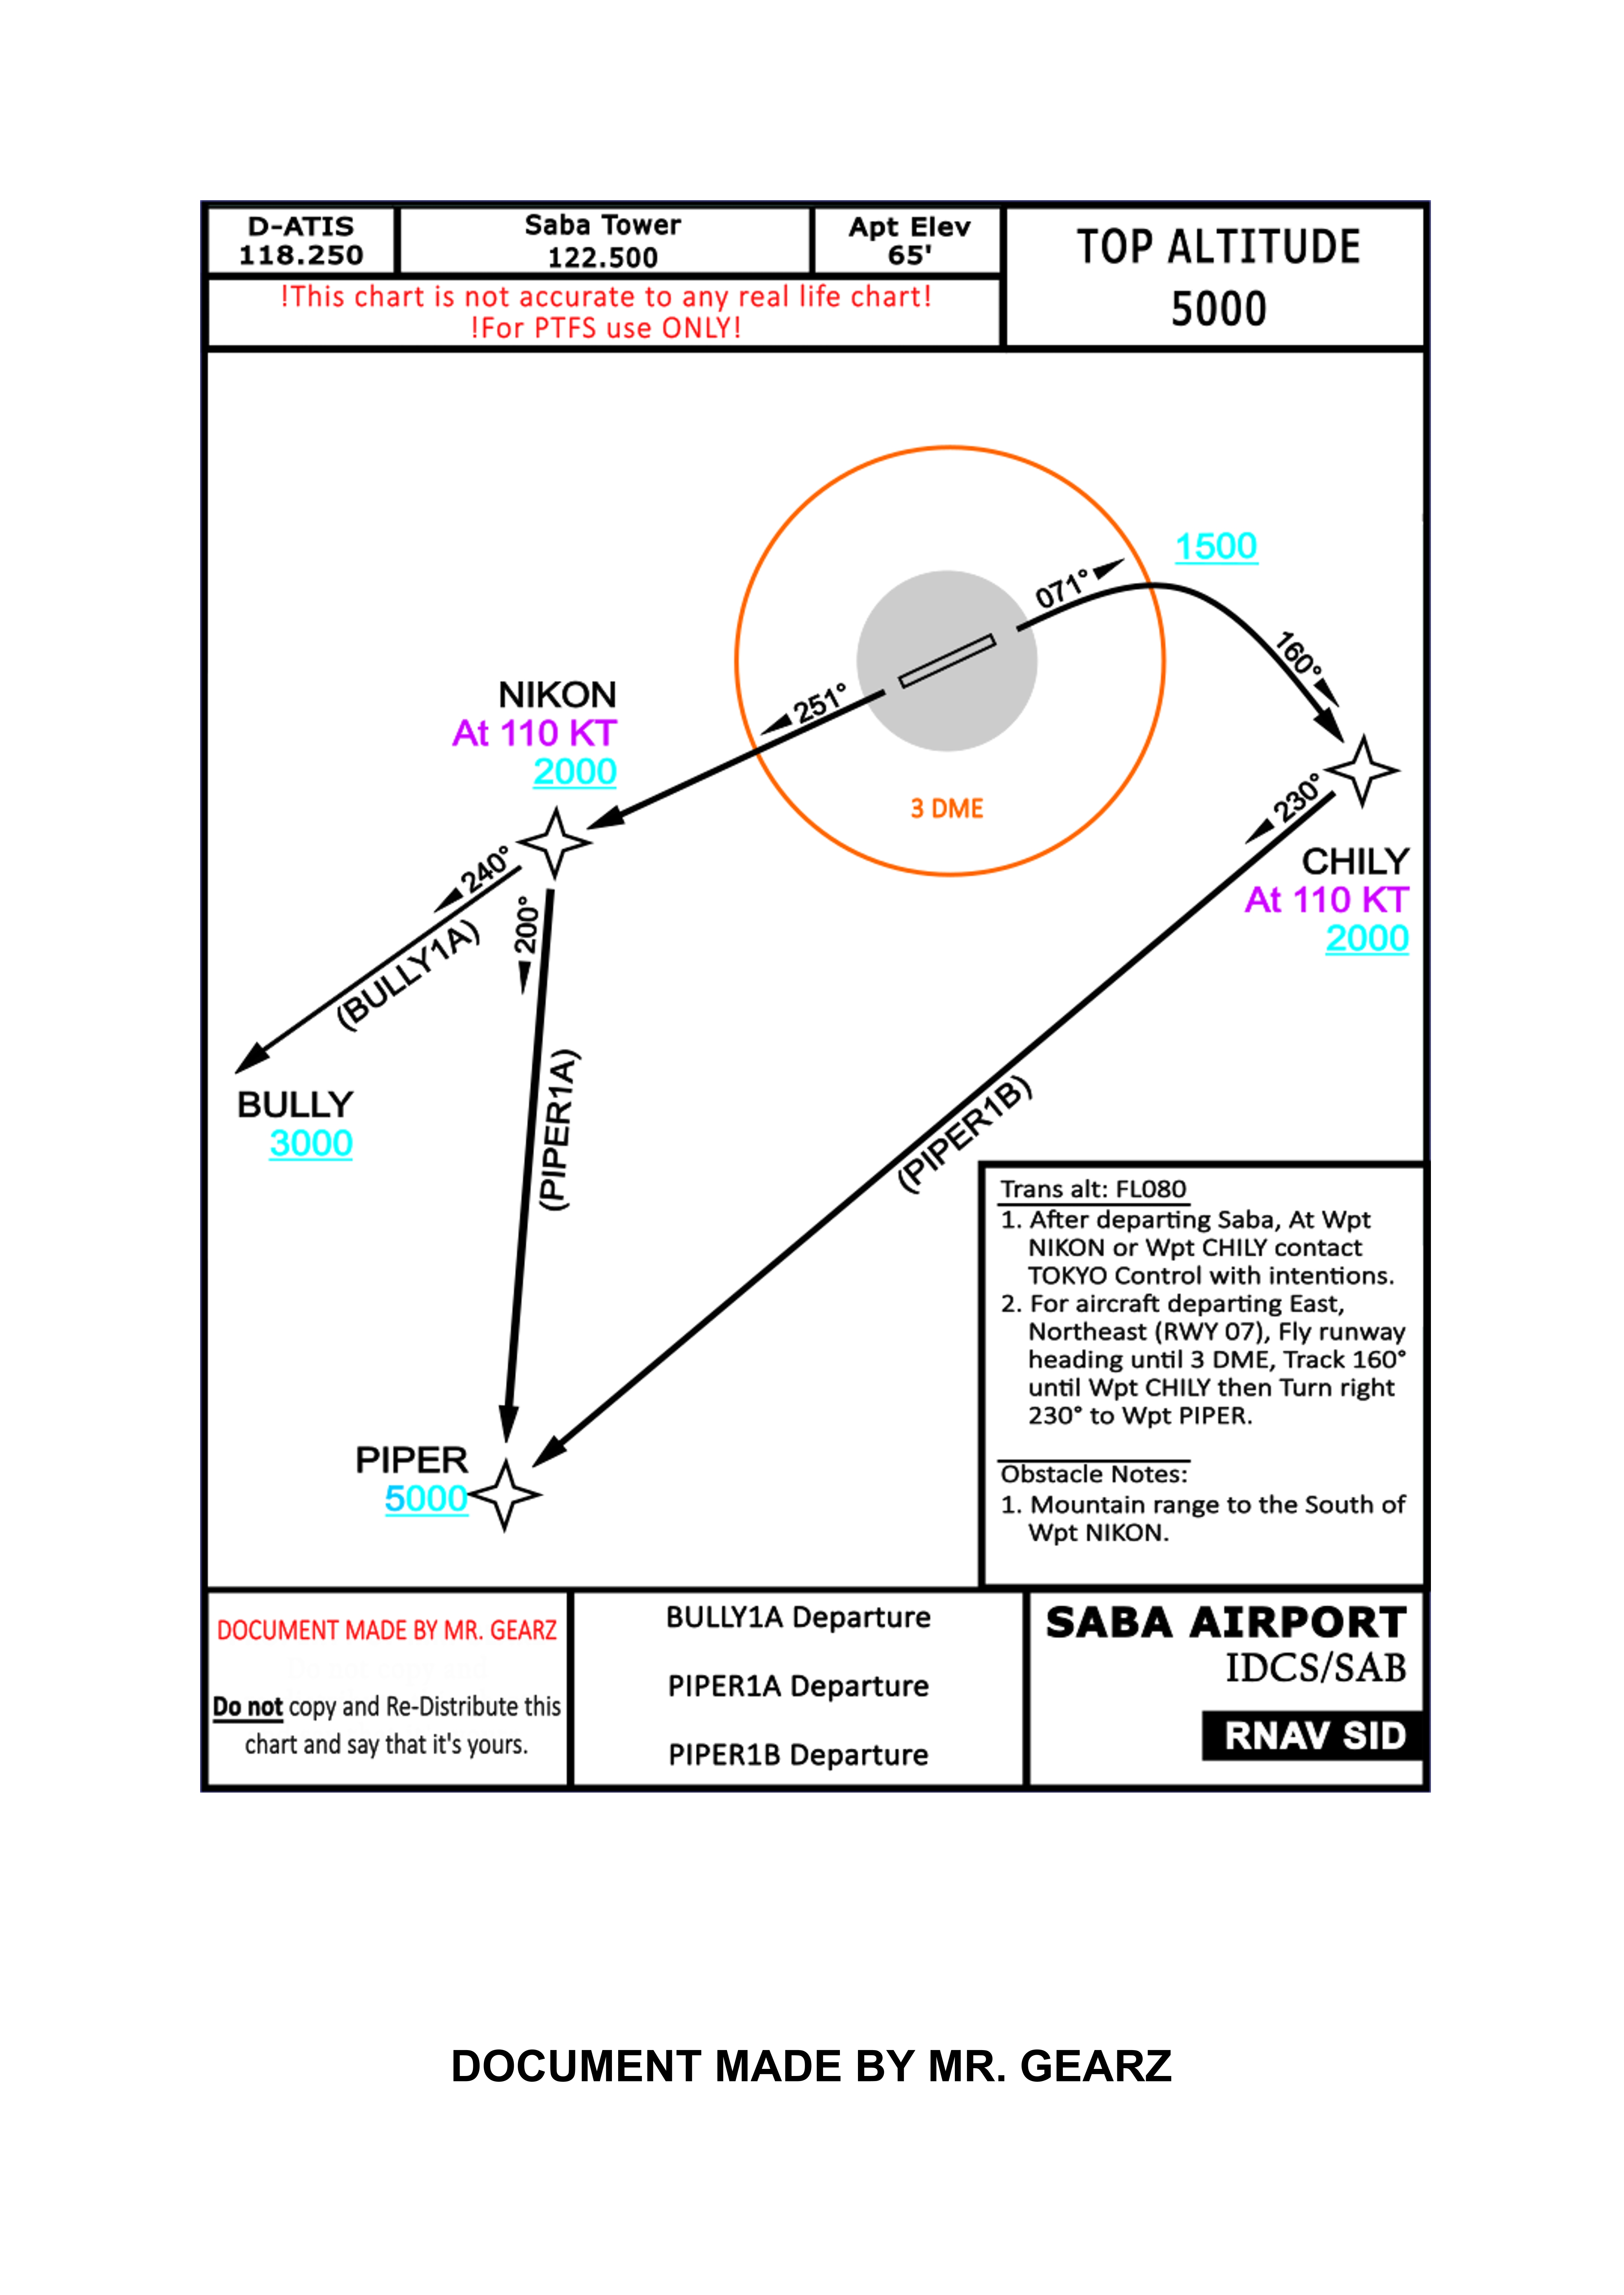 D-ATIS
118.250
Saba Tower
122.500
Apt Elev
65'
TOP ALTITUDE
5000
!This chart is not accurate to any real life chart!
!For PTFS use ONLY!
1500
071°
160°
251°
NIKON
At 110 KT
2000
3 DME
230°
CHILY
At 110 KT
2000
240°
200°
(BULLY1A)
BULLY
3000
(PIPER1A)
(PIPER1B)
PIPER
5000
Trans alt: FL080
1. After departing Saba, At Wpt
NIKON or Wpt CHILY contact
TOKYO Control with intentions.
2. For aircraft departing East,
Northeast (RWY 07), Fly runway
heading until 3 DME, Track 160°
until Wpt CHILY then Turn right
230° to Wpt PIPER.
Obstacle Notes:
1. Mountain range to the South of
Wpt NIKON.
DOCUMENT MADE BY MR. GEARZ
Do not copy and Re-Distribute this
chart and say that it's yours.
BULLY1A Departure
PIPER1A Departure
PIPER1B Departure
SABA AIRPORT
IDCS/SAB
RNAV SID
DOCUMENT MADE BY MR. GEARZ